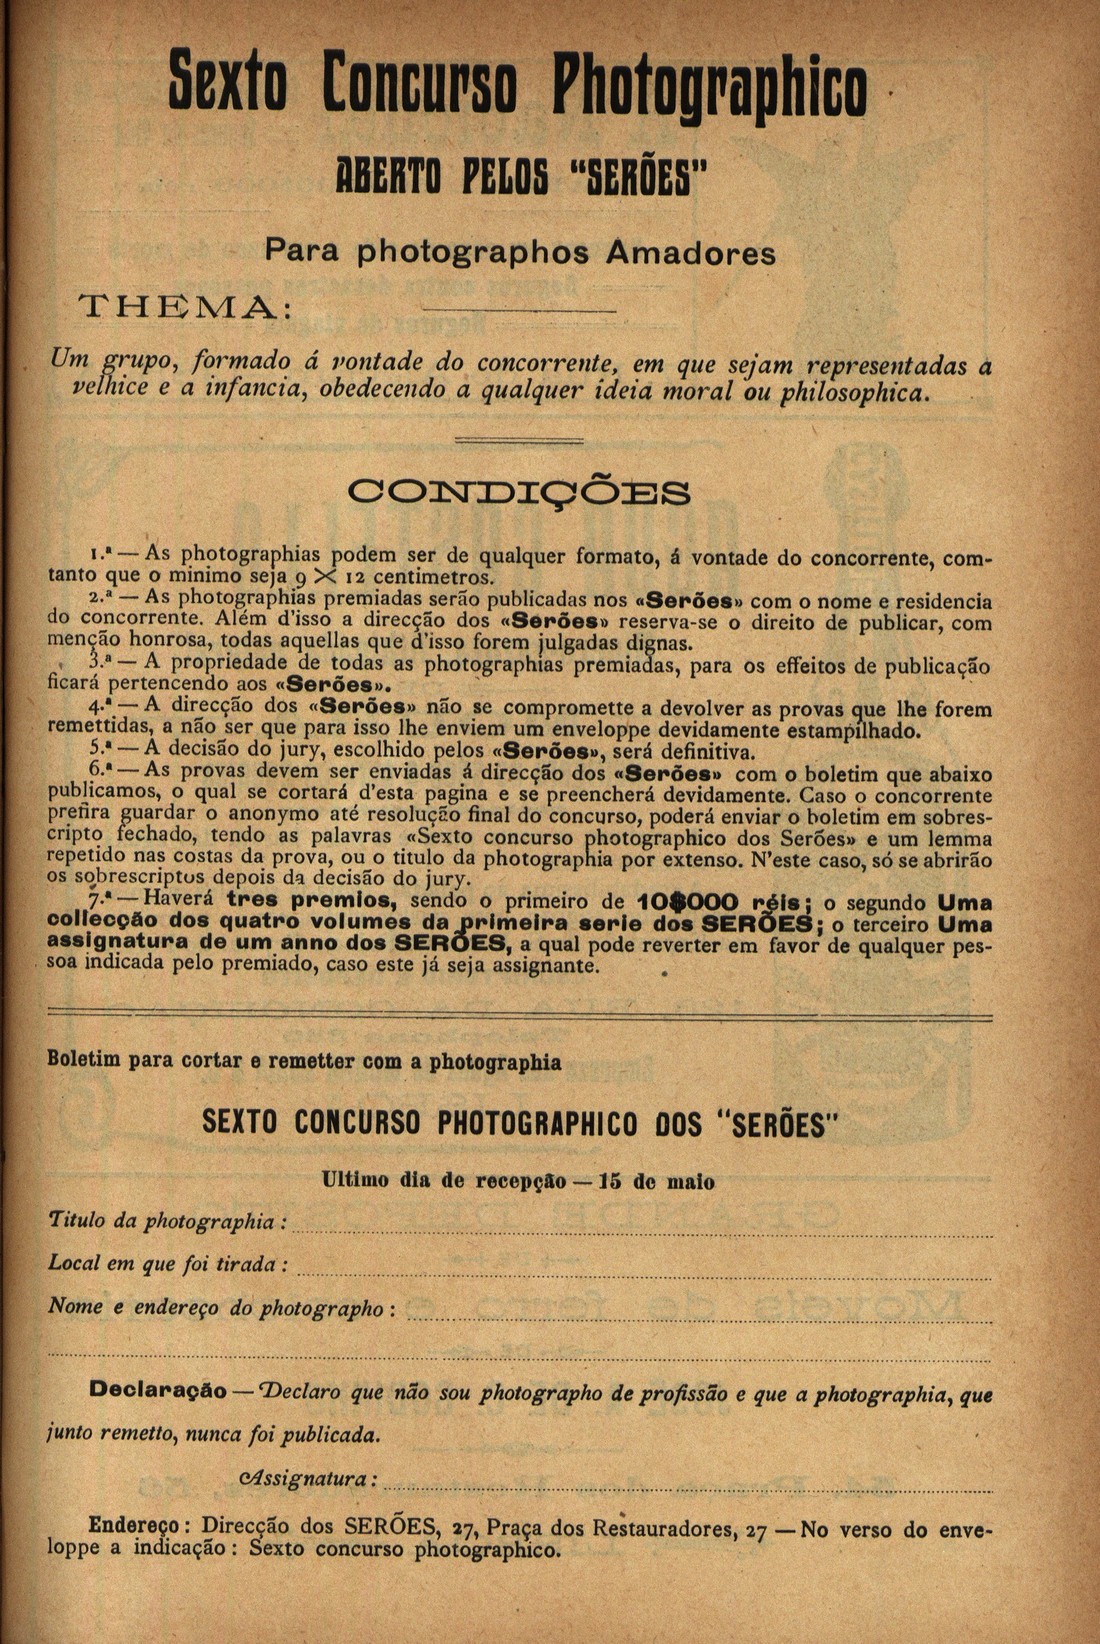 Sexto Concurso Photographico
ABERTO PELOS “SERÕES”
Para photographos Amadores
THEMA:
Um grupo, formado á vontade do concorrente, em que sejam representadas a
velhice e a infancia, obedecendo a qualquer ideia moral ou philosophica.
CONDIÇÕES
1.ª — As photographias podem ser de qualquer formato, á vontade do concorrente, com-
tanto que o minimo seja 9 × 12 centimetros.
2.ª — As photographias premiadas serão publicadas nos «Serões» com o nome e residencia
do concorrente. Além d'isso a direcção dos «Serões» reserva-se o direito de publicar, com
menção honrosa, todas aquellas que d'isso forem julgadas dignas.
3.ª — A propriedade de todas as photographias premiadas, para os effeitos de publicação
ficará pertencendo aos «Serões».
4.ª — A direcção dos «Serões» não se compromette a devolver as provas que lhe forem
remettidas, a não ser que para isso lhe enviem um enveloppe devidamente estampilhado.
5.ª — A decisão do jury, escolhido pelos «Serões», será definitiva.
6.ª — As provas devem ser enviadas á direcção dos «Serões» com o boletim que abaixo
publicamos, o qual se cortará d'esta pagina e se preencherá devidamente. Caso o concorrente
prefira guardar o anonymo até resolução final do concurso, poderá enviar o boletim em sobres-
cripto fechado, tendo as palavras «Sexto concurso photographico dos Serões» e um lemma
repetido nas costas da prova, ou o titulo da photographia por extenso. N'este caso, só se abrirão
os sobrescriptos depois da decisão do jury.
7.ª — Haverá tres premios, sendo o primeiro de 10$000 réis; o segundo Uma
collecção dos quatro volumes da primeira serie dos SERÕES; o terceiro Uma
assignatura de um anno dos SERÕES, a qual pode reverter em favor de qualquer pes-
soa indicada pelo premiado, caso este já seja assignante.
Boletim para cortar e remetter com a photographia
SEXTO CONCURSO PHOTOGRAPHICO DOS “SERÕES”
Ultimo dia de recepção — 15 de maio
Titulo da photographia :
Local em que foi tirada :
Nome e endereço do photographo :
Declaração — Declaro que não sou photographo de profissão e que a photographia, que
junto remetto, nunca foi publicada.
Assignatura :
Endereço : Direcção dos SERÕES, 27, Praça dos Restauradores, 27 — No verso do enve-
loppe a indicação : Sexto concurso photographico.